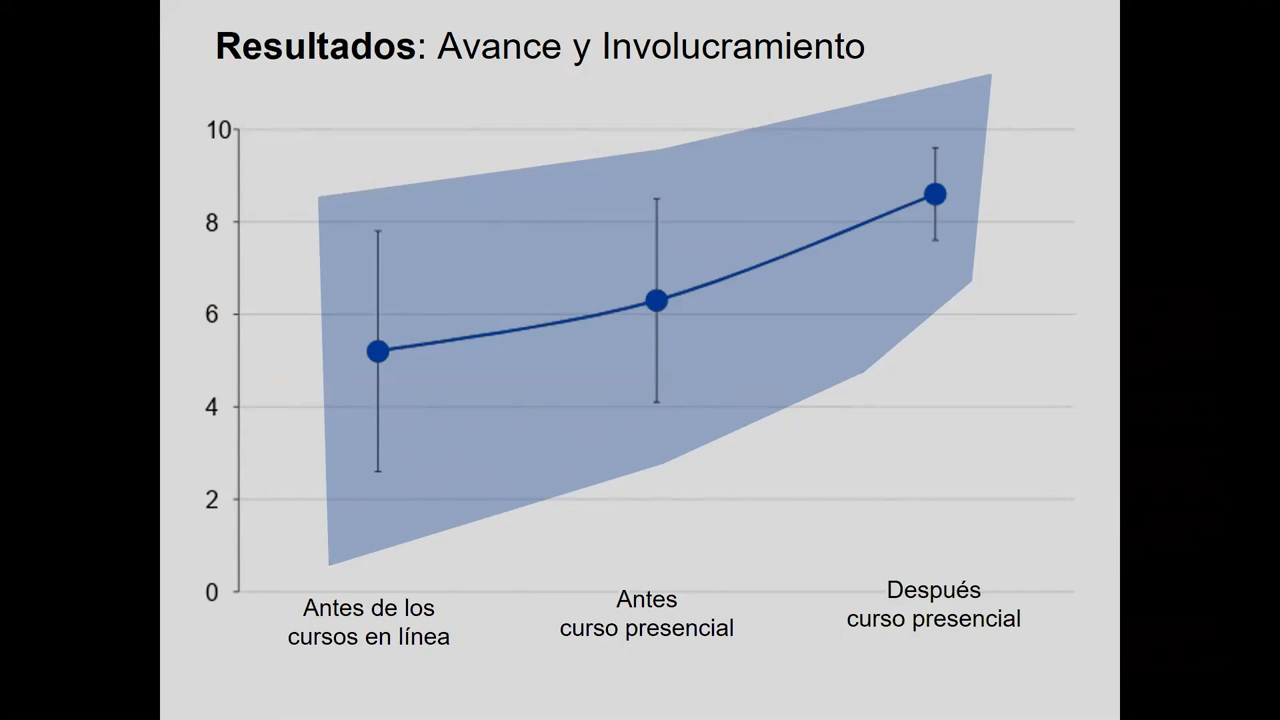 Resultados: Avance y Involucramiento
10
8
6
4
2
0
Antes de los
cursos en línea
Antes
curso presencial
Después
curso presencial